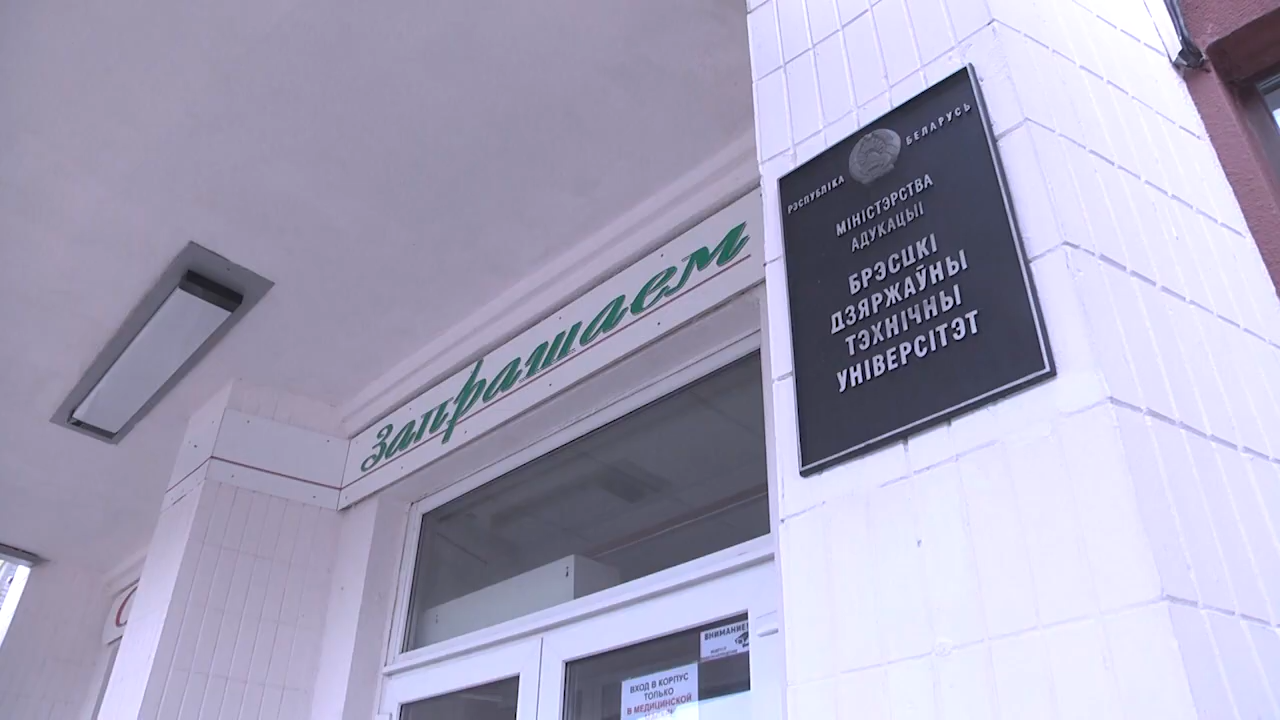 запрашаем
РЭСПУБЛІКА БЕЛАРУСЬ
МІНІСТЭРСТВА
АДУКАЦЫІ
БРЭСЦКІ
ДЗЯРЖАЎНЫ
ТЭХНІЧНЫ
УНІВЕРСІТЭТ
ВНИМАНИЕ!
ВХОД В КОРПУС
ТОЛЬКО
В МЕДИЦИНСКОЙ